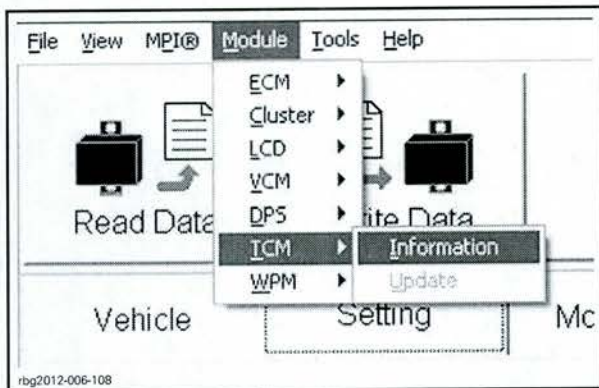 File View MPI® Module Tools Help
ECM
Cluster
LCD
VCM
DPS
TCM
WPM
Information
Update
Read Data
ite Data
Vehicle
Setting
Mc
rbg2012-006-108